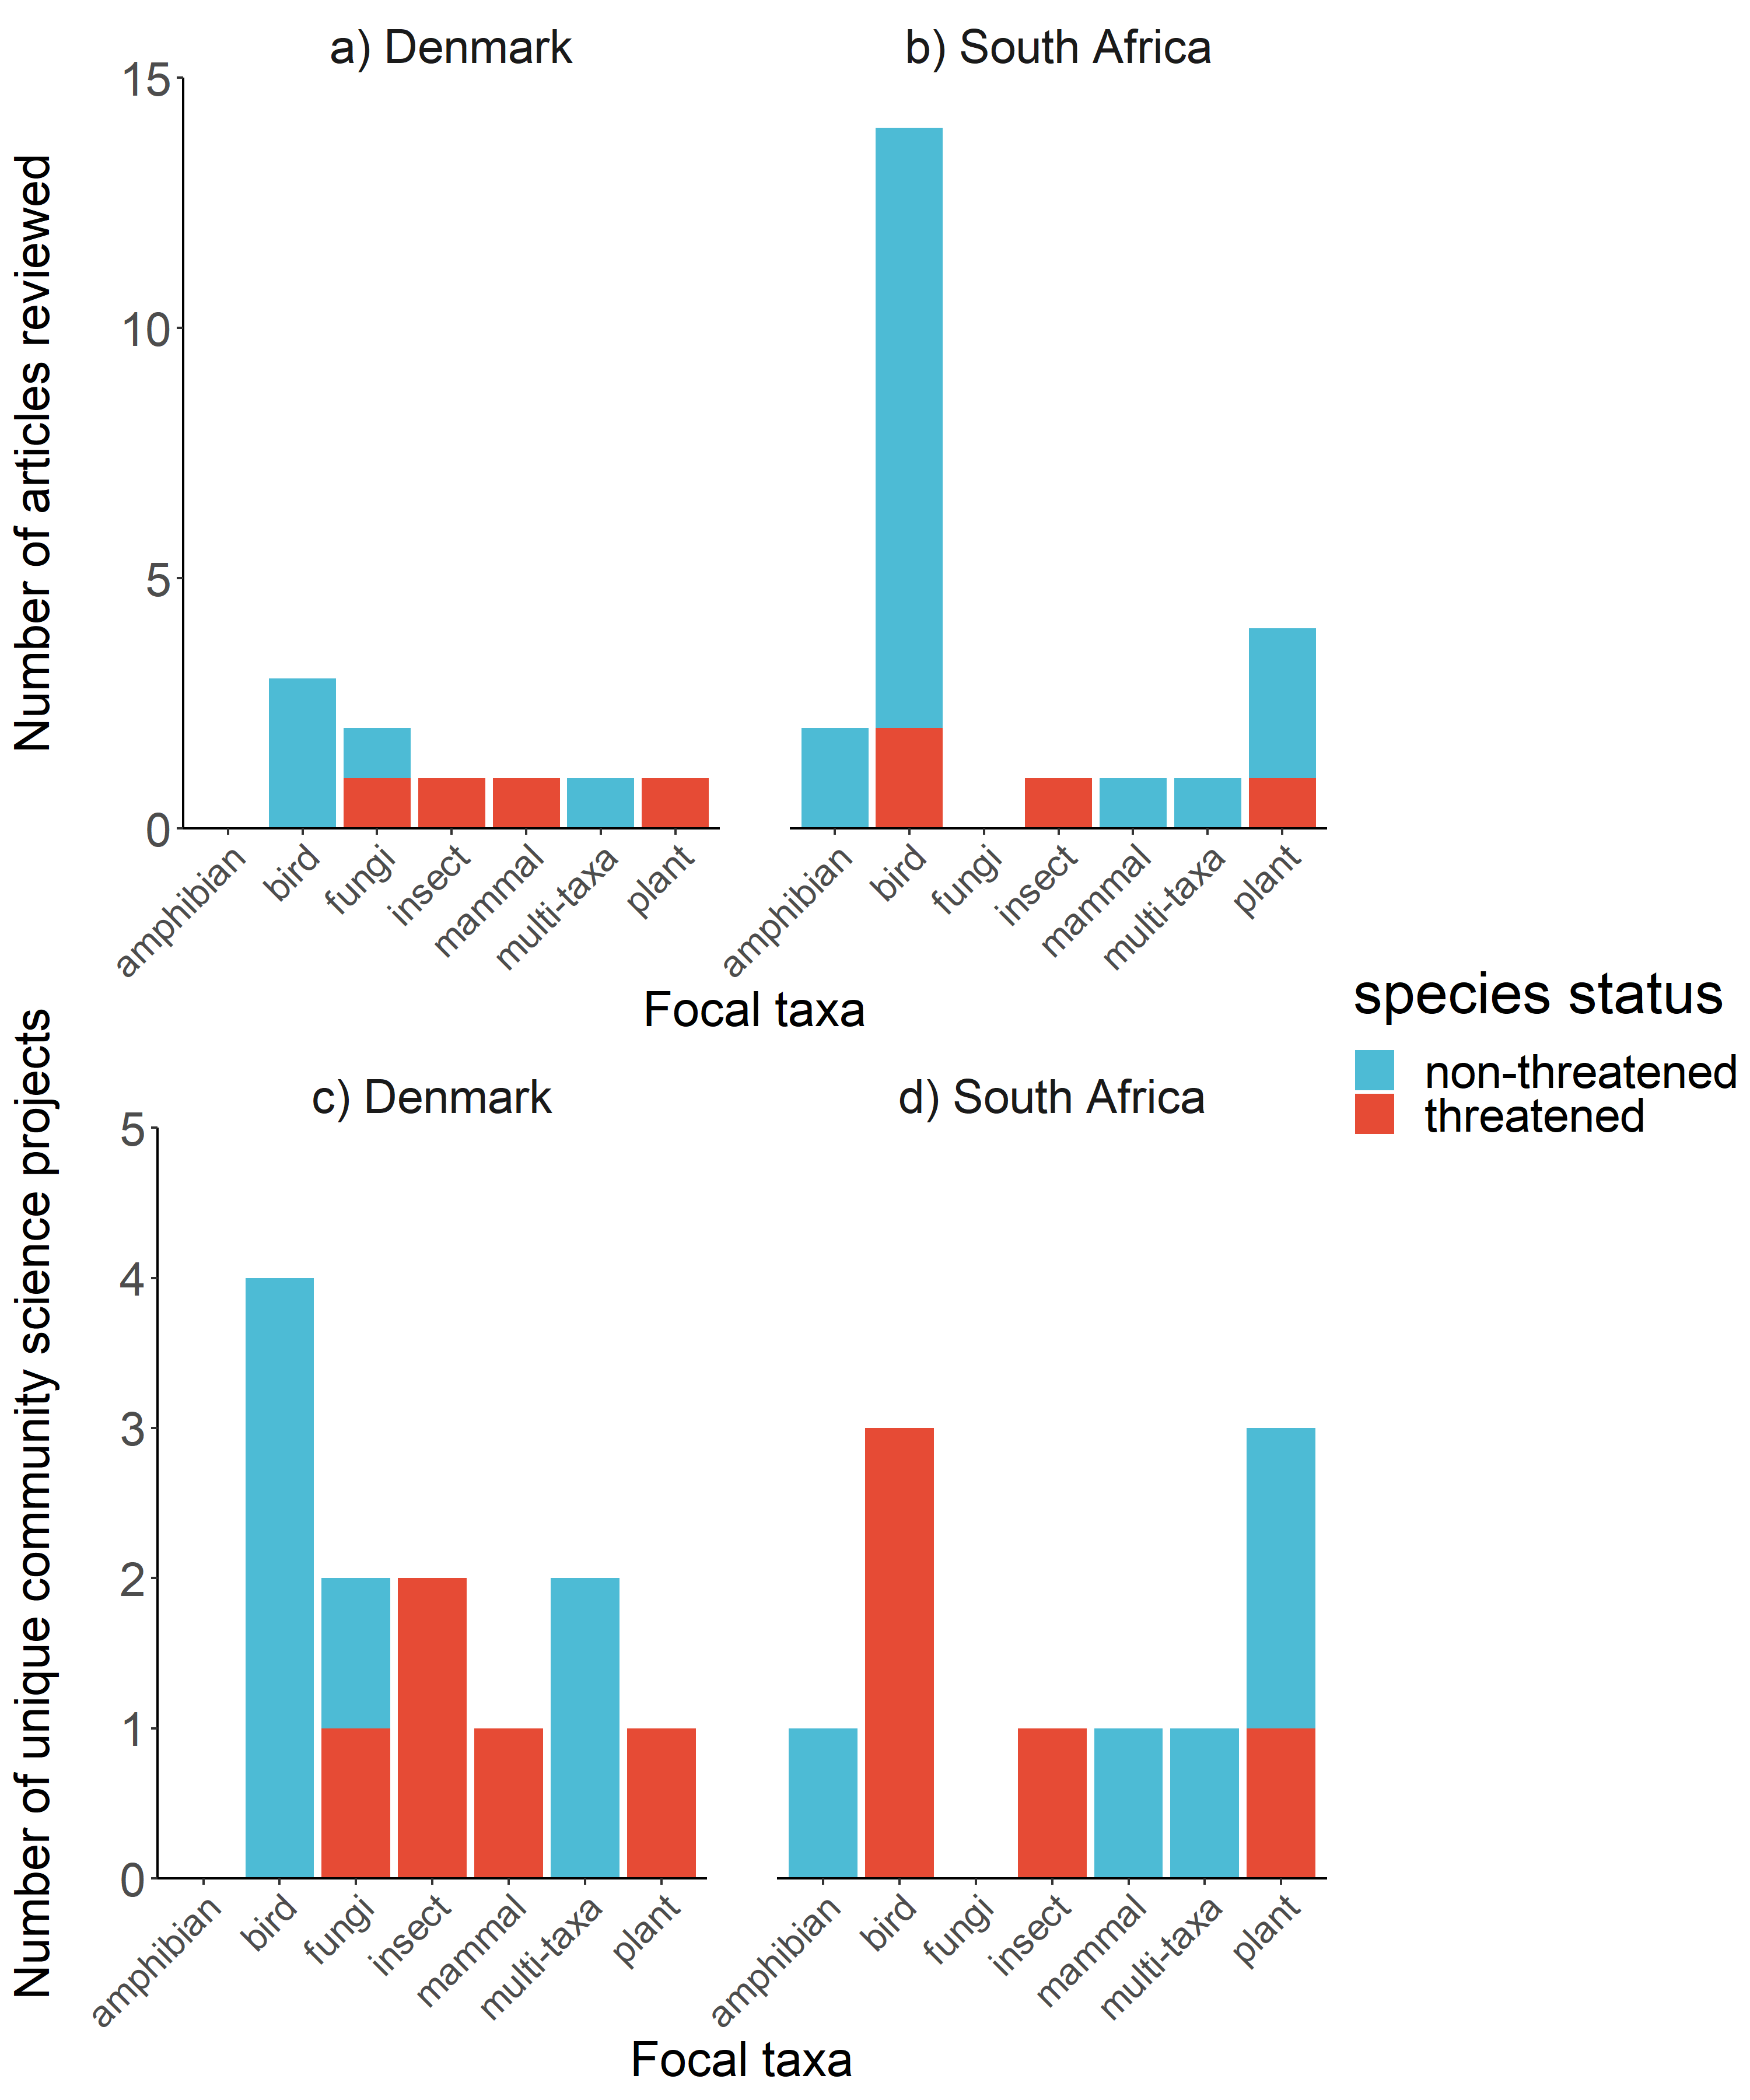 a) Denmark
b) South Africa
Number of articles reviewed
15
10
5
0
amphibian
bird
fungi
insect
mammal
multi-taxa
plant
amphibian
bird
fungi
insect
mammal
multi-taxa
plant
Focal taxa
species status
non-threatened
threatened
c) Denmark
d) South Africa
Number of unique community science projects
5
4
3
2
1
0
amphibian
bird
fungi
insect
mammal
multi-taxa
plant
amphibian
bird
fungi
insect
mammal
multi-taxa
plant
Focal taxa